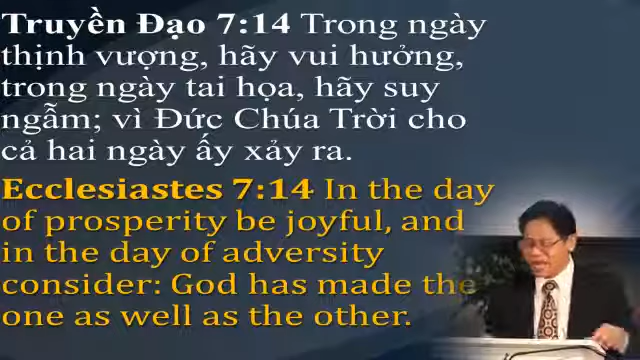 Truyền Đạo 7:14 Trong ngày
thịnh vượng, hãy vui hưởng,
trong ngày tai họa, hãy suy
ngẫm; vì Đức Chúa Trời cho
cả hai ngày ấy xảy ra.
Ecclesiastes 7:14 In the day
of prosperity be joyful, and
in the day of adversity
consider: God has made the
one as well as the other.